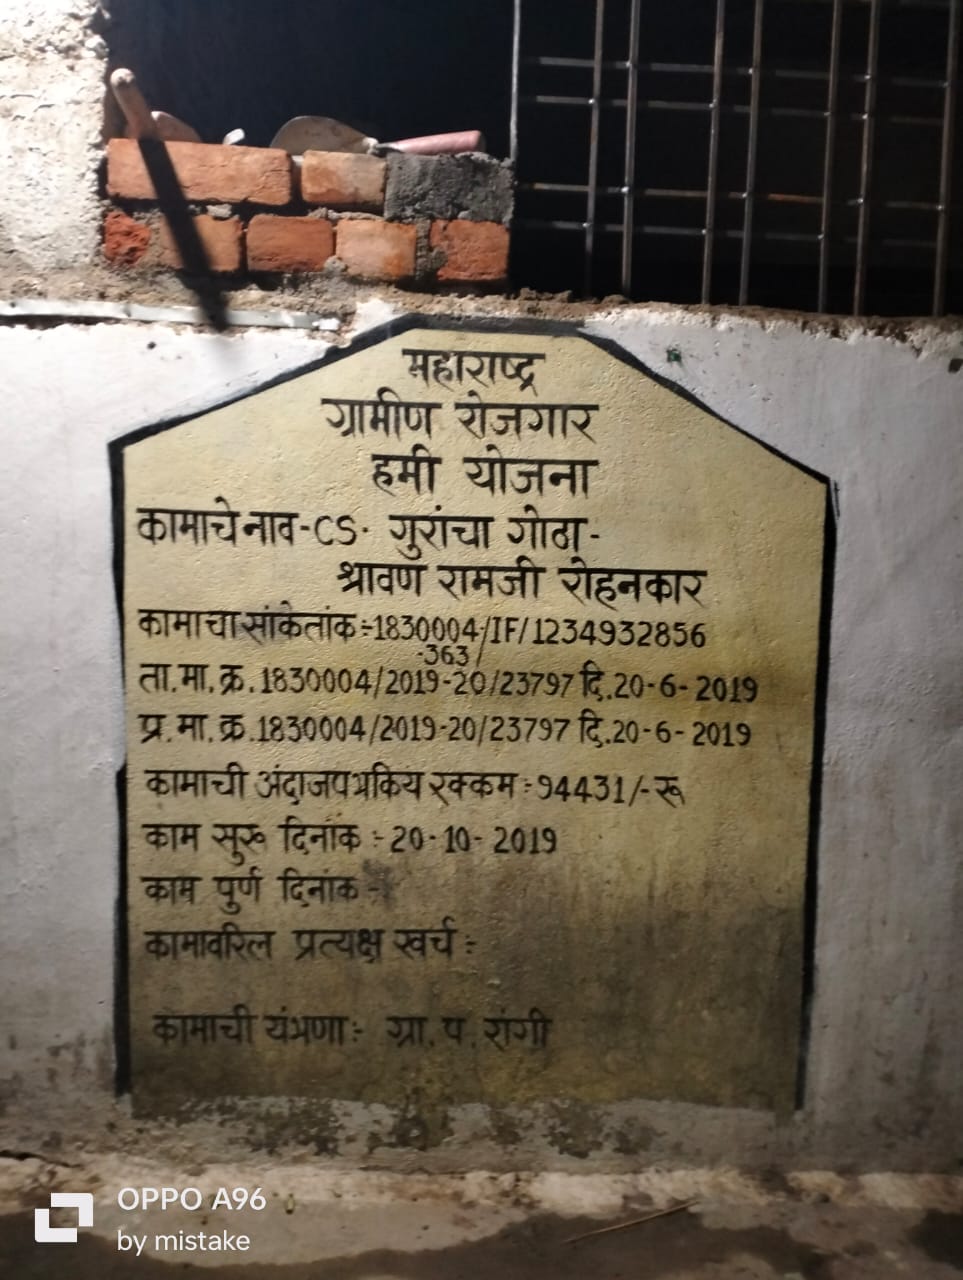 महाराष्ट्र
ग्रामीण रोजगार
हमी योजना
कामाचे नाव-CS. गुरांचा गोठा-
श्रावण रामजी रोहनकार
कामाचा सांकेतांक:-1830004/IF/1234932856
-363/
ता.मा.क्र.1830004/2019-20/23797 दि.20-6-2019
प्र.मा.क्र.1830004/2019-20/23797 दि.20-6-2019
कामाची अंदाजपत्रकिय रक्कम:-94431/-रू
काम सुरू दिनांक:-20-10-2019
काम पुर्ण दिनांक-
कामावरिल प्रत्यक्ष खर्च:-
कामाची यंत्रणा:- ग्रा.प. रांगी
OPPO A96
by mistake